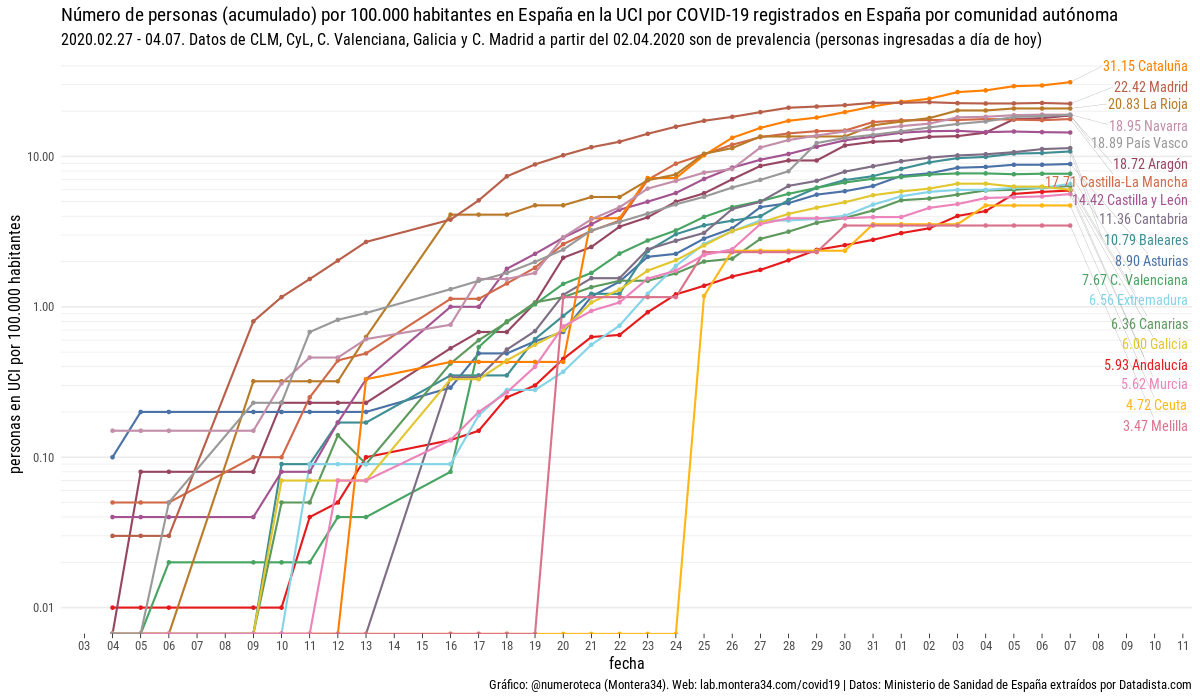 Número de personas (acumulado) por 100.000 habitantes en España en la UCI por COVID-19 registrados en España por comunidad autónoma
2020.02.27 - 04.07. Datos de CLM, CyL, C. Valenciana, Galicia y C. Madrid a partir del 02.04.2020 son de prevalencia (personas ingresadas a día de hoy)
personas en UCI por 100.000 habitantes
10.00
1.00
0.10
0.01
31.15 Cataluña
22.42 Madrid
20.83 La Rioja
18.95 Navarra
18.89 País Vasco
18.72 Aragón
17.71 Castilla-La Mancha
14.42 Castilla y León
11.36 Cantabria
10.79 Baleares
8.90 Asturias
7.67 C. Valenciana
6.56 Extremadura
6.36 Canarias
6.00 Galicia
5.93 Andalucía
5.62 Murcia
4.72 Ceuta
3.47 Melilla
03 04 05 06 07 08 09 10 11 12 13 14 15 16 17 18 19 20 21 22 23 24 25 26 27 28 29 30 31 01 02 03 04 05 06 07 08 09 10 11
fecha
Gráfico: @numeroteca (Montera34). Web: lab.montera34.com/covid19 | Datos: Ministerio de Sanidad de España extraídos por Datadista.com